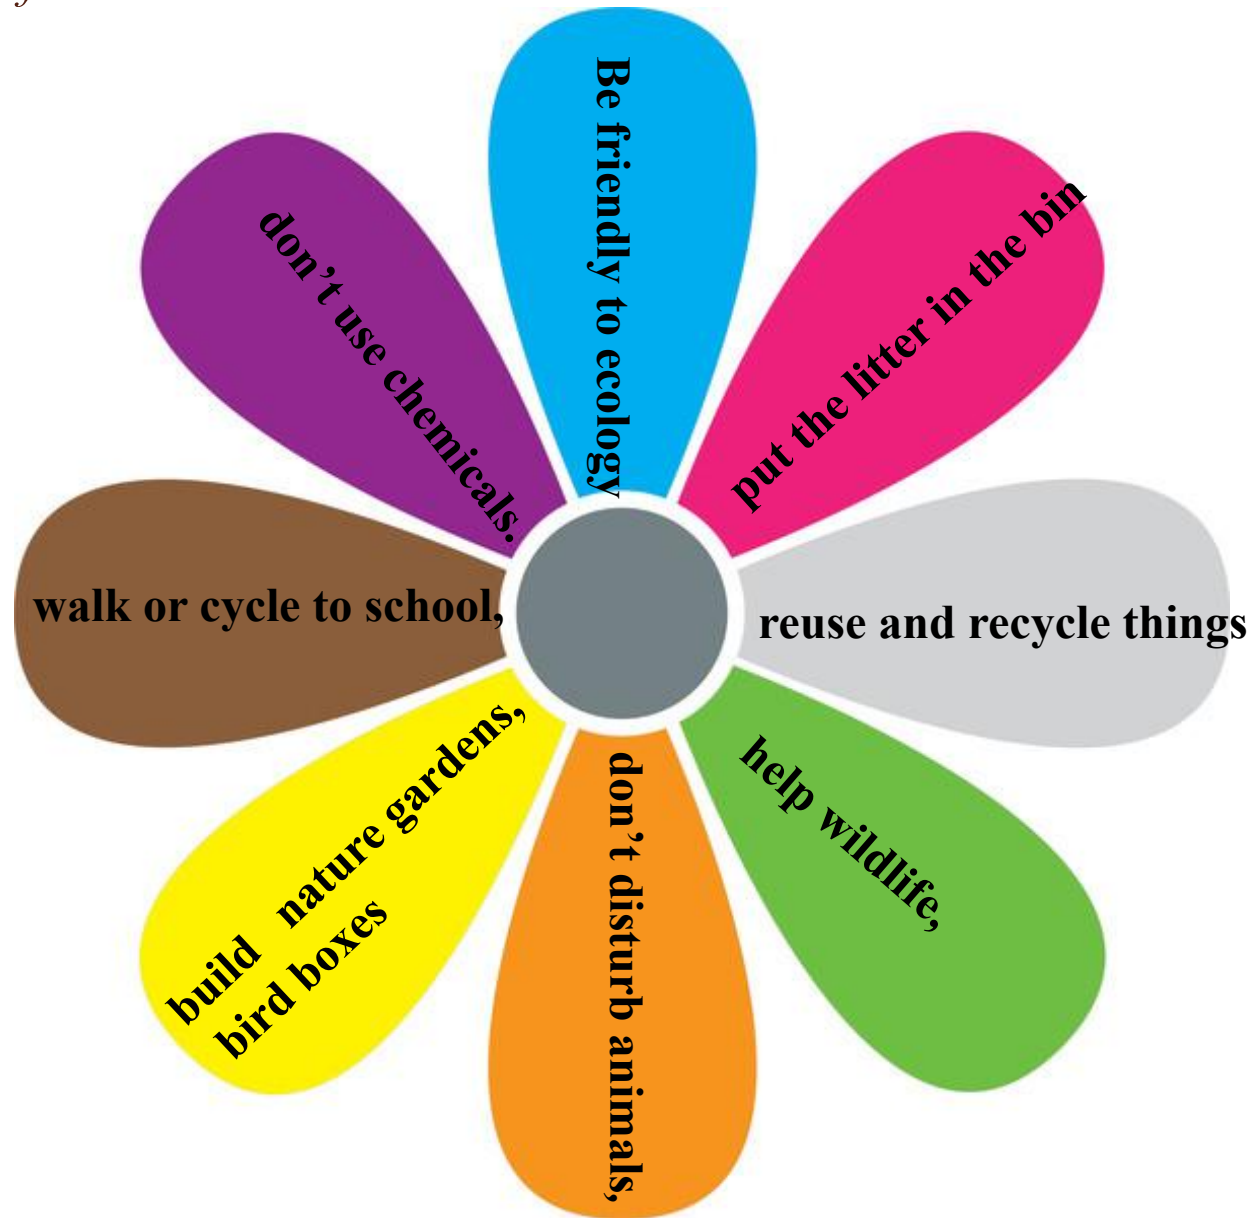 Be friendly to ecology
put the litter in the bin
reuse and recycle things
help wildlife,
don’t disturb animals,
build nature gardens,
bird boxes
walk or cycle to school,
don’t use chemicals.